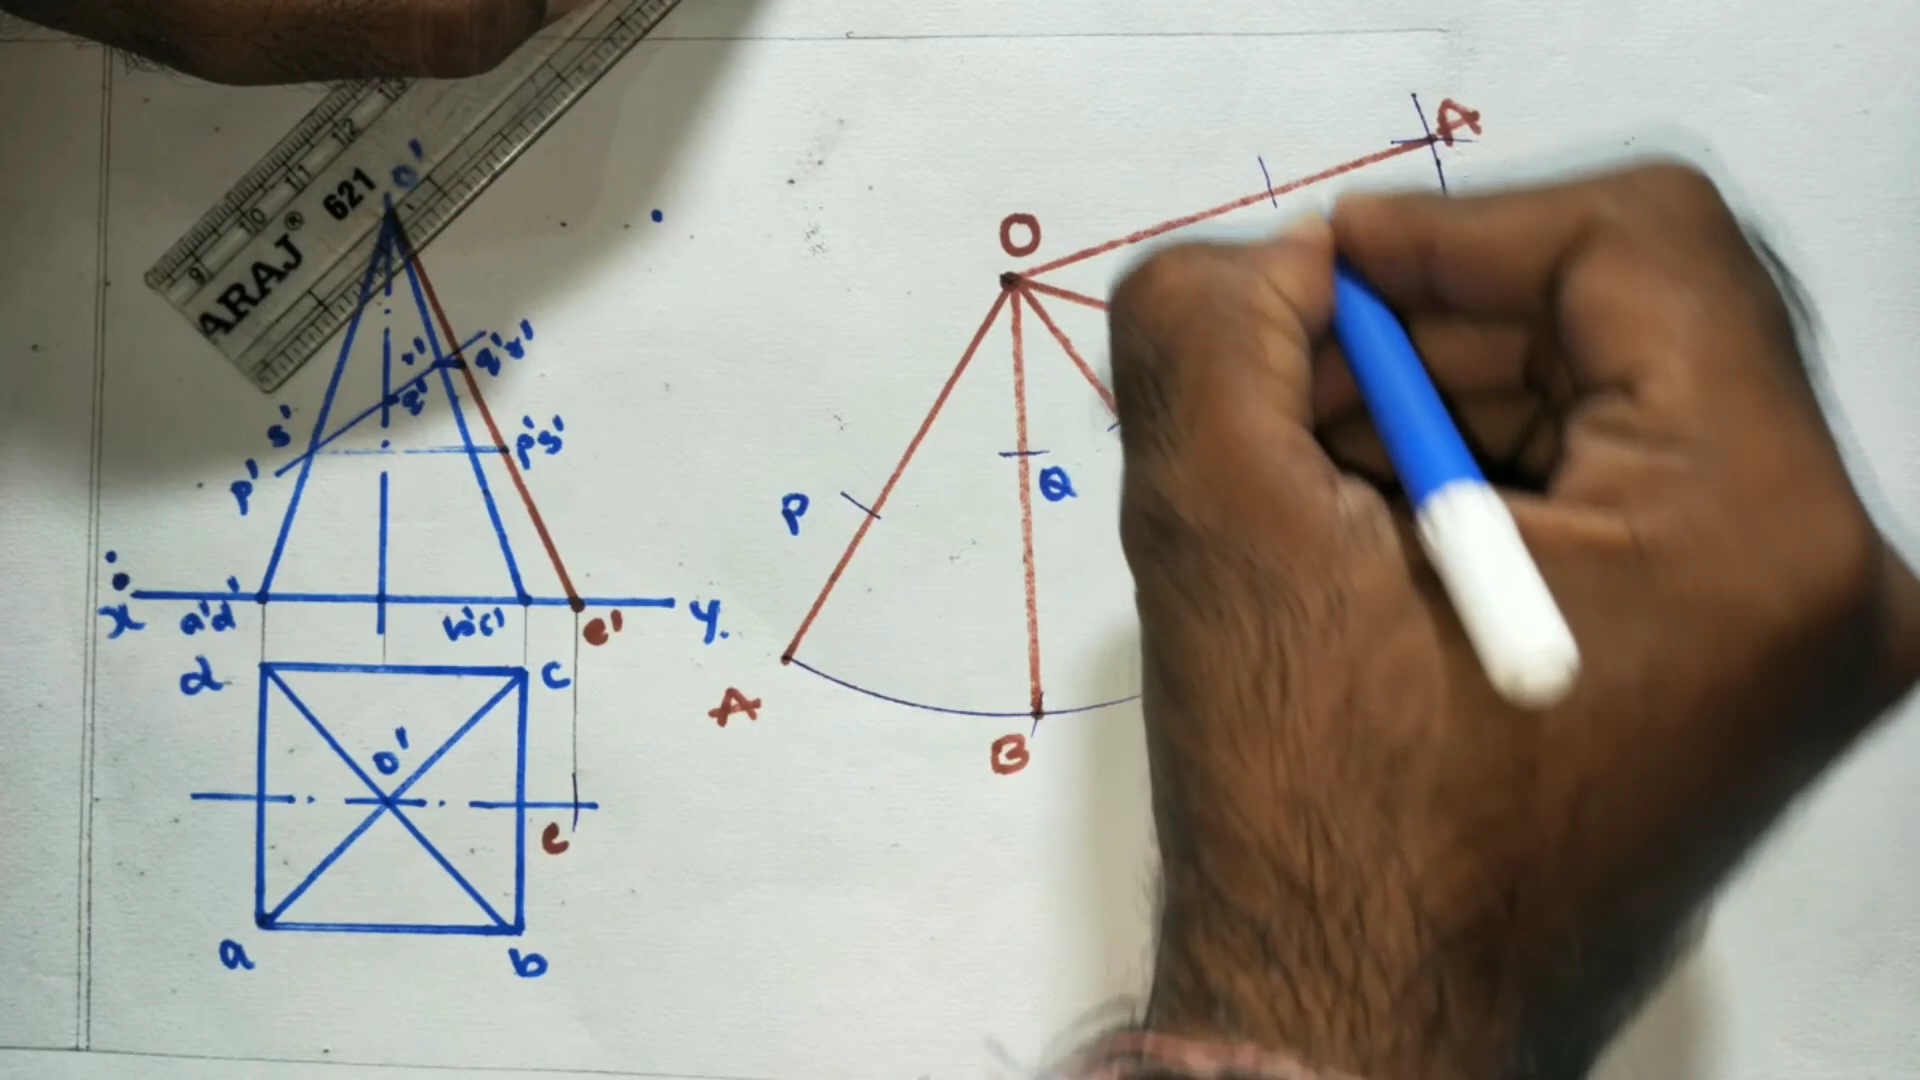 13
12
11
10
9
ARAJ® 621
o'
r'
q'
q'r'
s'
p'
p's'
x
a'd'
b'c'
e'
y
d
c
o'
e
a
b
A
O
P
Q
A
B